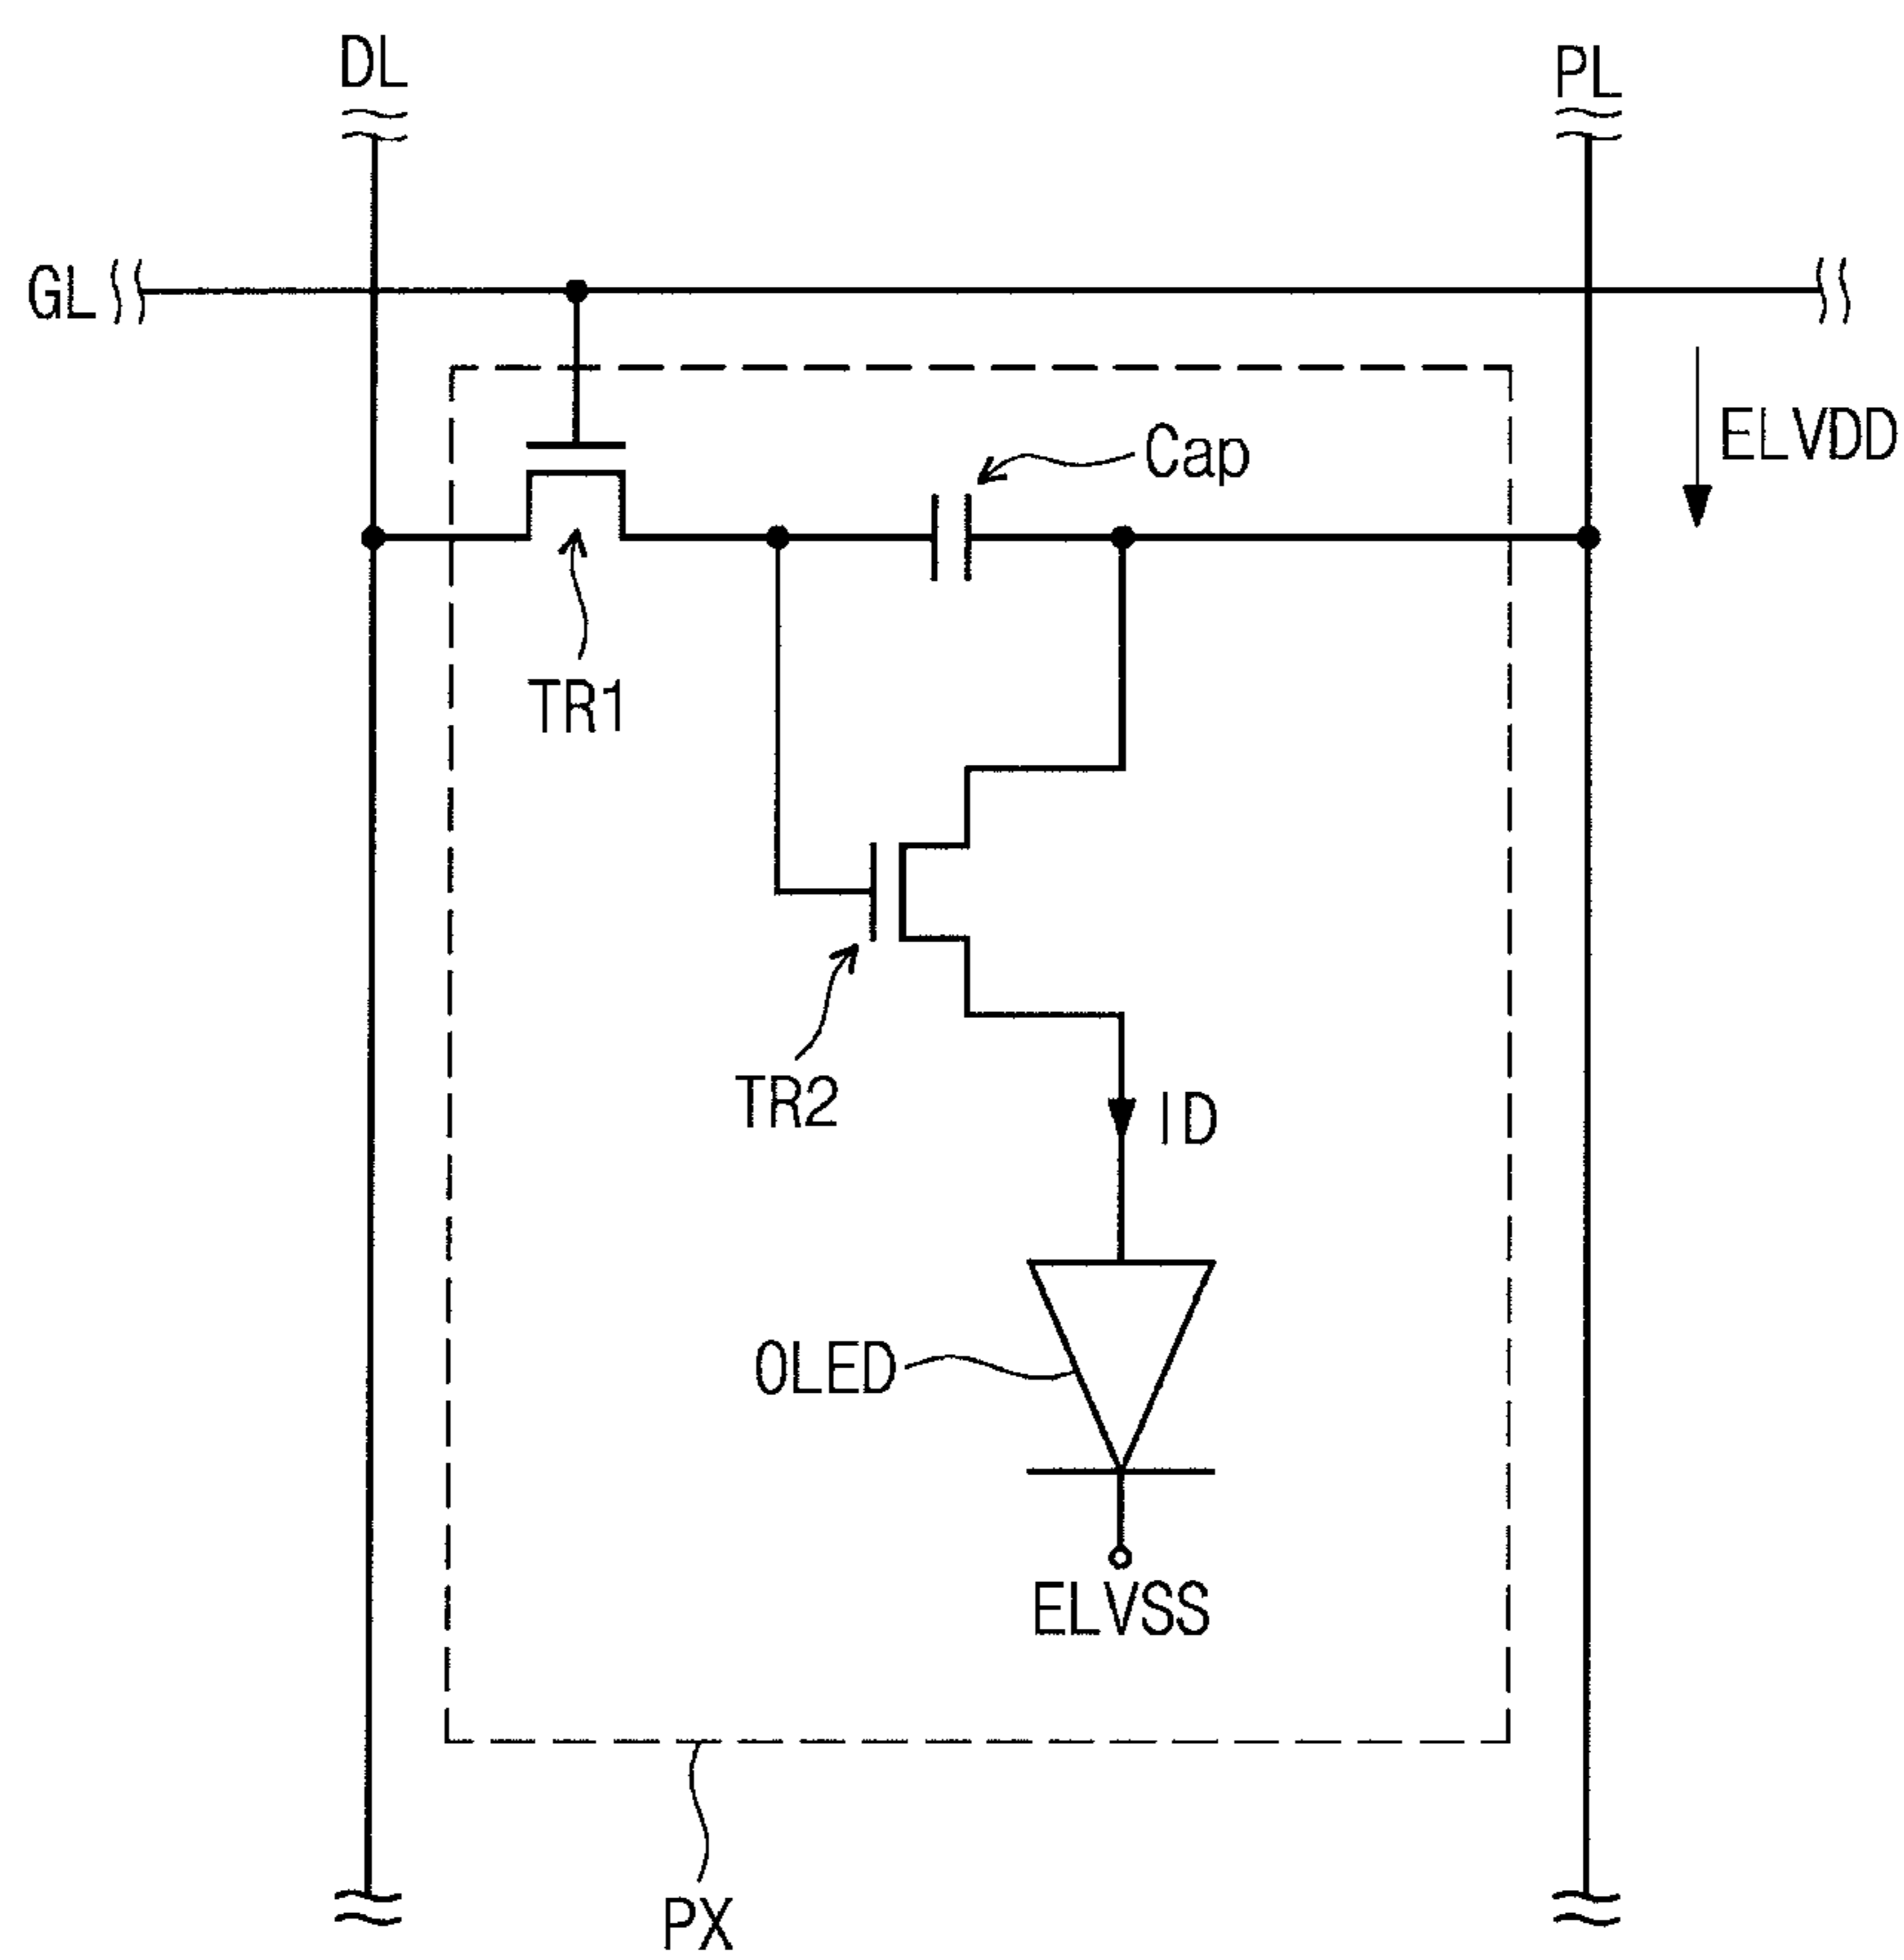 DL
PL
GL
ELVDD
Cap
TR1
TR2
ID
OLED
ELVSS
PX